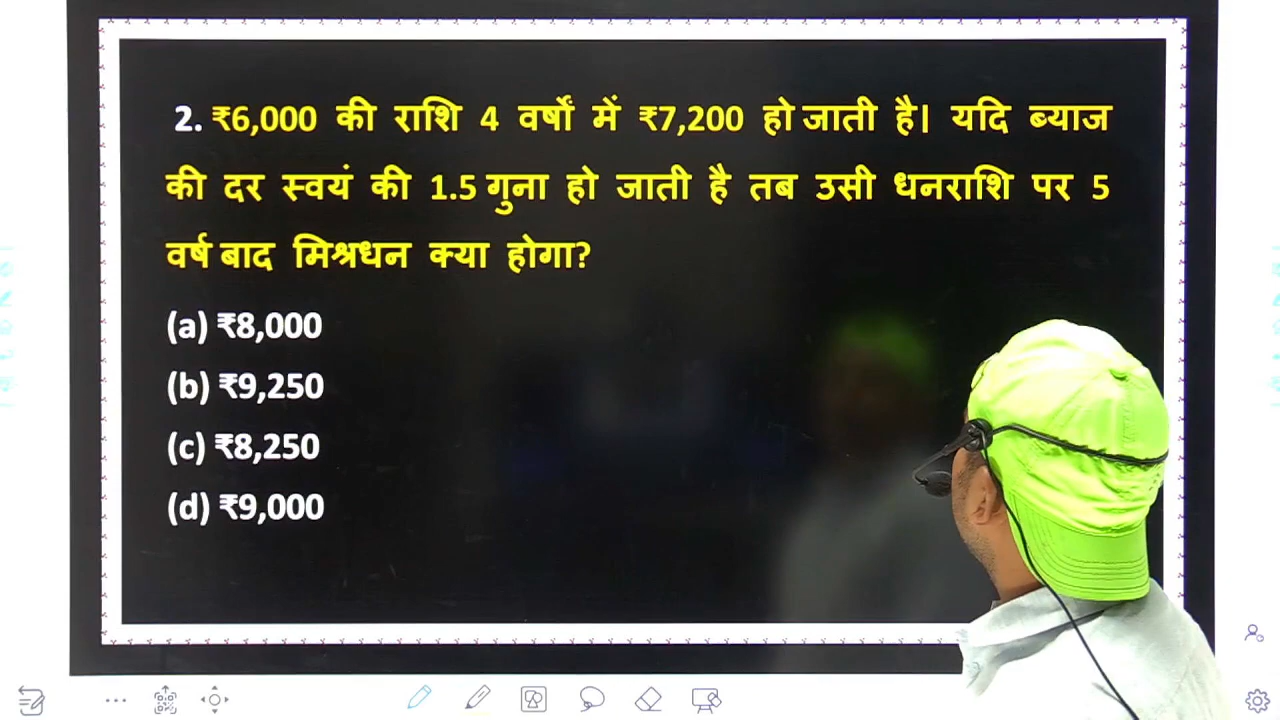 2. ₹6,000 की राशि 4 वर्षों में ₹7,200 हो जाती है। यदि ब्याज
की दर स्वयं की 1.5 गुना हो जाती है तब उसी धनराशि पर 5
वर्ष बाद मिश्रधन क्या होगा?
(a) ₹8,000
(b) ₹9,250
(c) ₹8,250
(d) ₹9,000